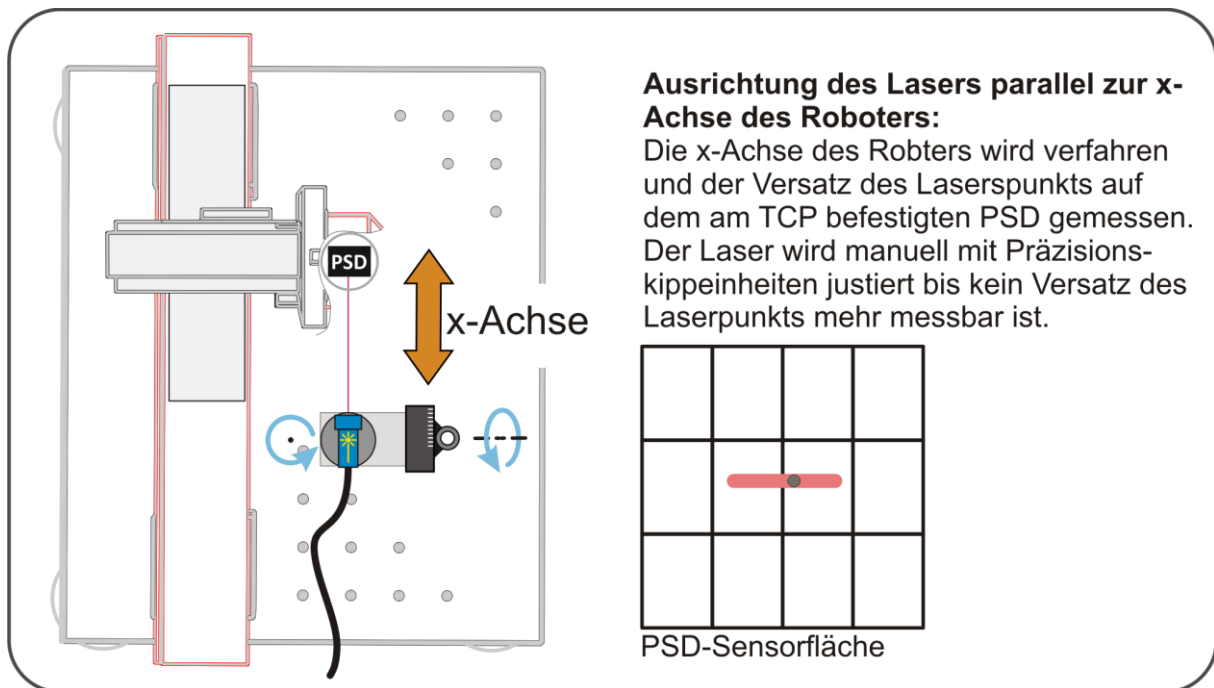 Ausrichtung des Lasers parallel zur x-
Achse des Roboters:
Die x-Achse des Robters wird verfahren
und der Versatz des Laserspunkts auf
dem am TCP befestigten PSD gemessen.
Der Laser wird manuell mit Präzisions-
kippeinheiten justiert bis kein Versatz des
Laserpunkts mehr messbar ist.
PSD
x-Achse
PSD-Sensorfläche